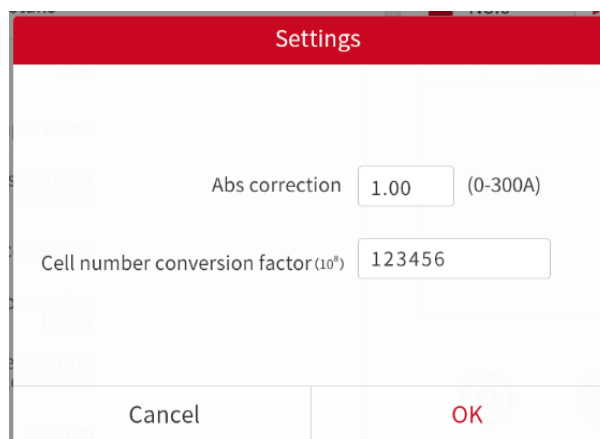 Settings
Abs correction 1.00 (0-300A)
Cell number conversion factor (10⁸) 123456
Cancel OK